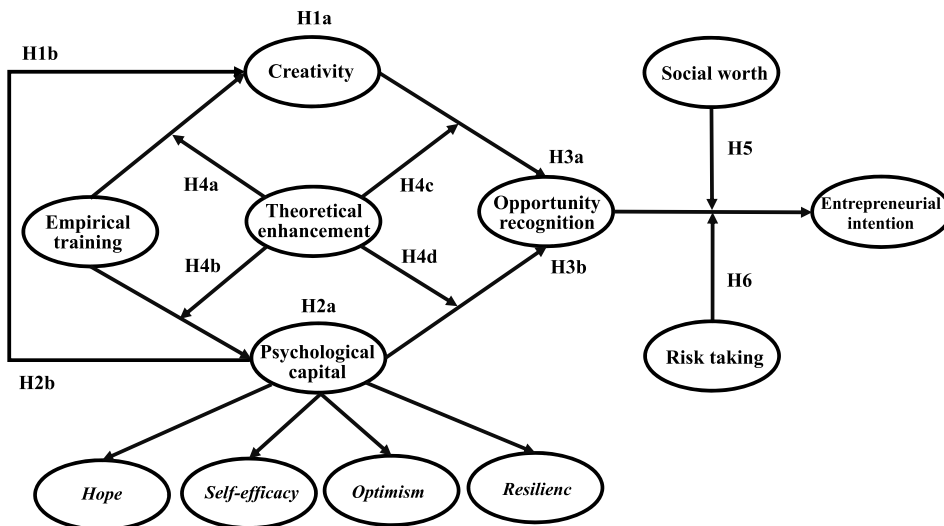 H1a
H1b
Creativity
Social worth
H5
H4a
H4c
H3a
Empirical
training
Theoretical
enhancement
Opportunity
recognition
Entrepreneurial
intention
H4b
H4d
H3b
H6
H2a
Psychological
capital
Risk taking
H2b
Hope
Self-efficacy
Optimism
Resilienc